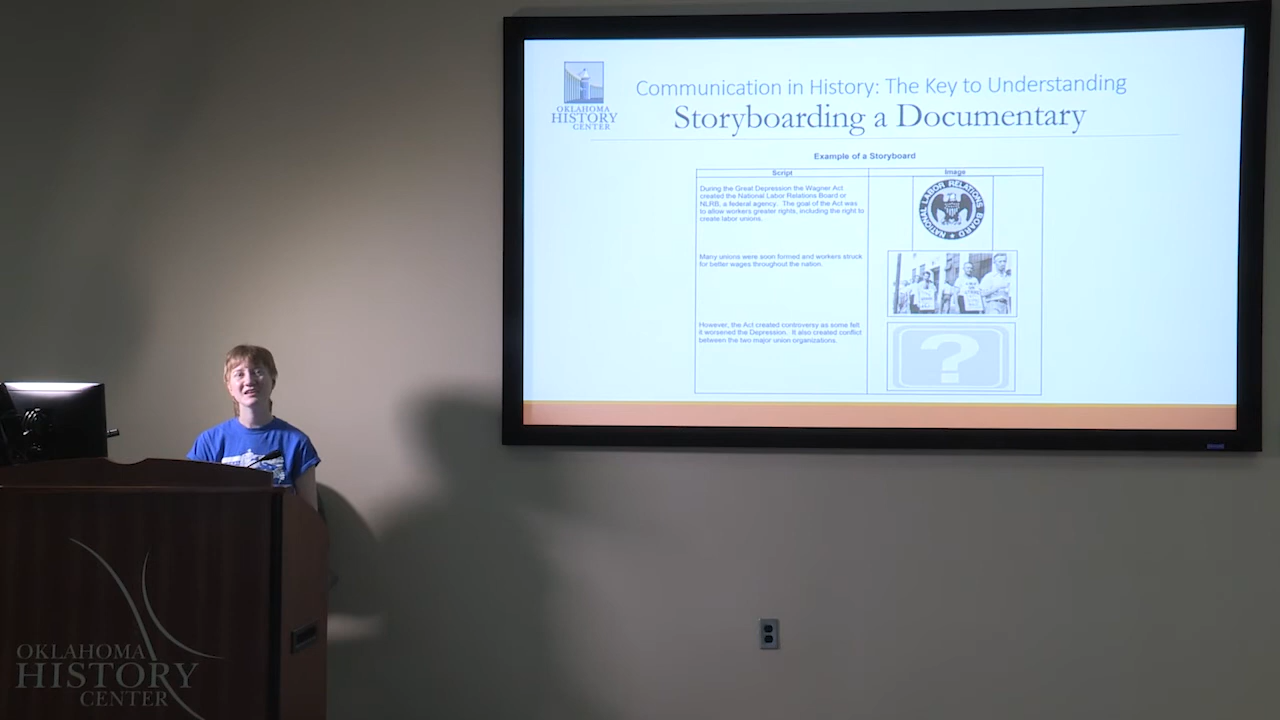 Communication in History: The Key to Understanding
OKLAHOMA
HISTORY
CENTER
Storyboarding a Documentary
Example of a Storyboard
Script
Image
During the Great Depression the Wagner Act
created the National Labor Relations Board or
NLRB, a federal agency. The goal of the Act was
to allow workers greater rights, including the right to
create labor unions.
NATIONAL LABOR RELATIONS BOARD
Many unions were soon formed and workers struck
for better wages throughout the nation.
However, the Act created controversy as some felt
it worsened the Depression. It also created conflict
between the two major union organizations.
?
OKLAHOMA
HISTORY
CENTER